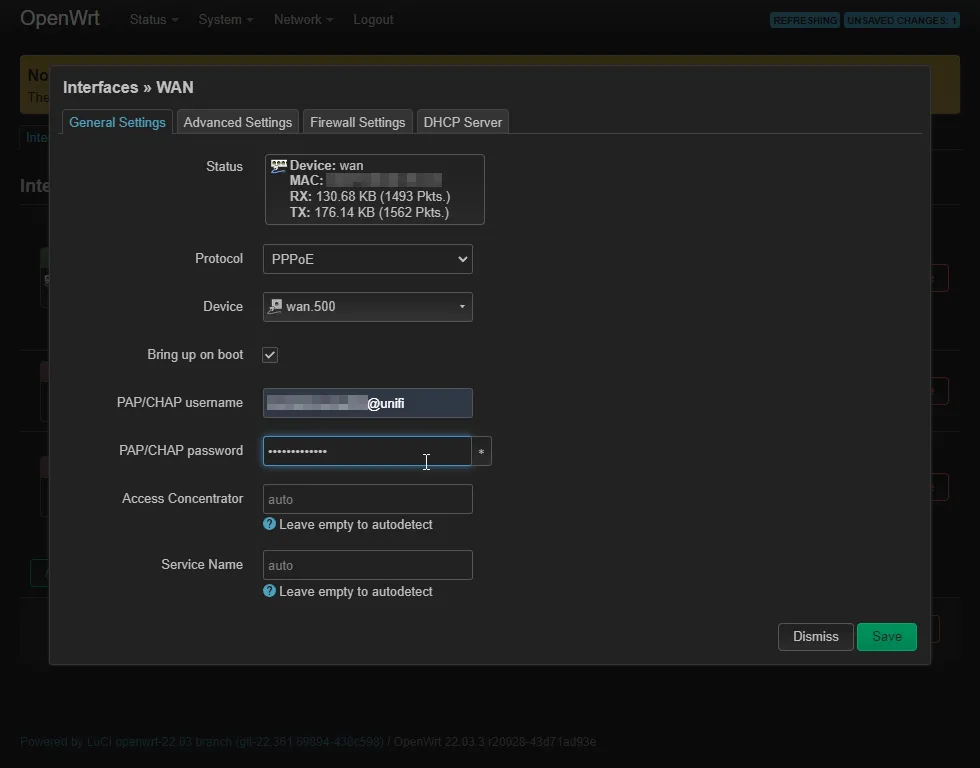 OpenWrt Status System Network Logout REFRESHING UNSAVED CHANGES: 1
No
The
Interfaces » WAN
General Settings Advanced Settings Firewall Settings DHCP Server
Inte
Status
Device: wan
MAC:
RX: 130.68 KB (1493 Pkts.)
TX: 176.14 KB (1562 Pkts.)
Inte
Protocol PPPoE
Device wan.500
Bring up on boot
PAP/CHAP username @unifi
PAP/CHAP password ••••••••••••• *
Access Concentrator auto
Leave empty to autodetect
Service Name auto
Leave empty to autodetect
Dismiss Save
Powered by LuCI openwrt-22.03 branch (git-22.361.69894-438c598) / OpenWrt 22.03.3 r20028-43d71ad93e